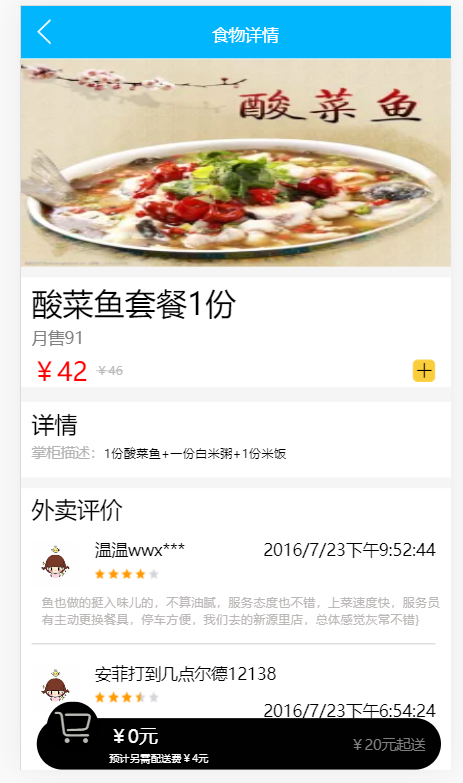 食物详情
酸菜鱼
酸菜鱼套餐1份
月售91
￥42 ￥46
详情
掌柜描述：1份酸菜鱼+一份白米粥+1份米饭
外卖评价
温温wwx*** 2016/7/23下午9:52:44
鱼也做的挺入味儿的，不算油腻，服务态度也不错，上菜速度快，服务员
有主动更换餐具，停车方便，我们去的新源里店，总体感觉灰常不错}
安菲打到几点尔德12138
2016/7/23下午6:54:24
￥0元
预计另需配送费￥4元
￥20元起送